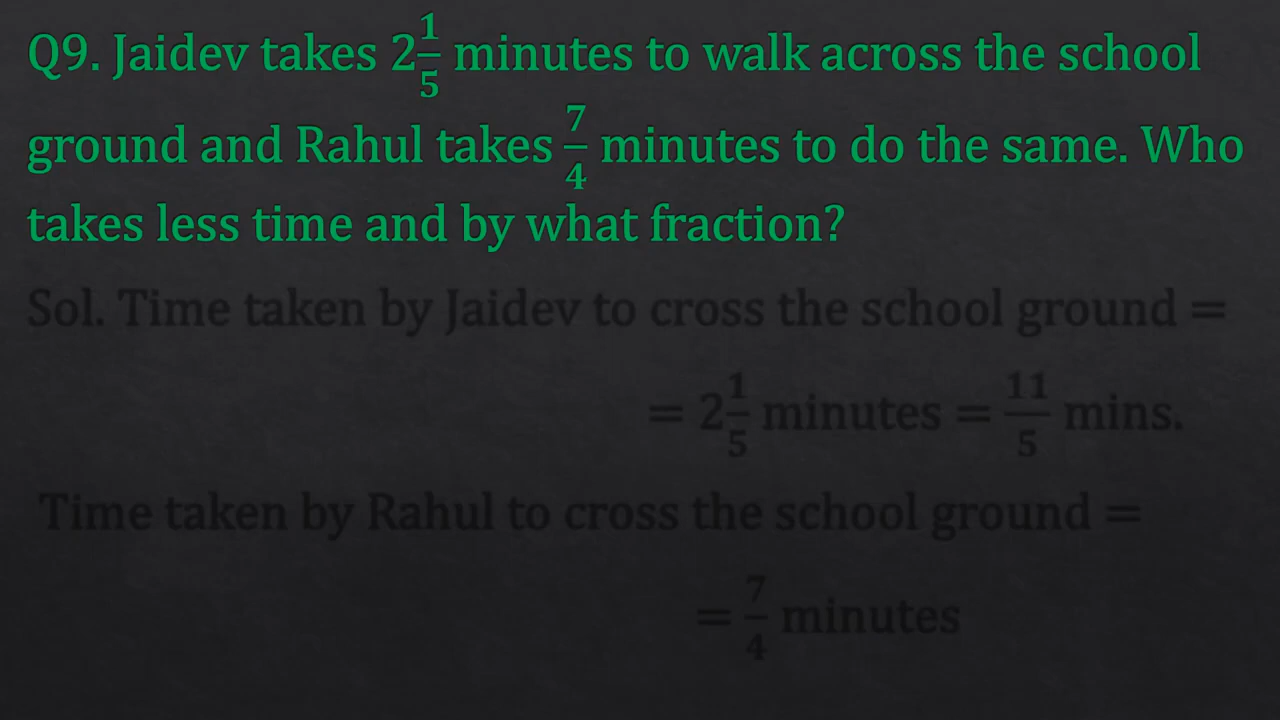 Q9. Jaidev takes 2 1/5 minutes to walk across the school
ground and Rahul takes 7/4 minutes to do the same. Who
takes less time and by what fraction?
Sol. Time taken by Jaidev to cross the school ground =
= 2 1/5 minutes = 11/5 mins.
Time taken by Rahul to cross the school ground =
= 7/4 minutes